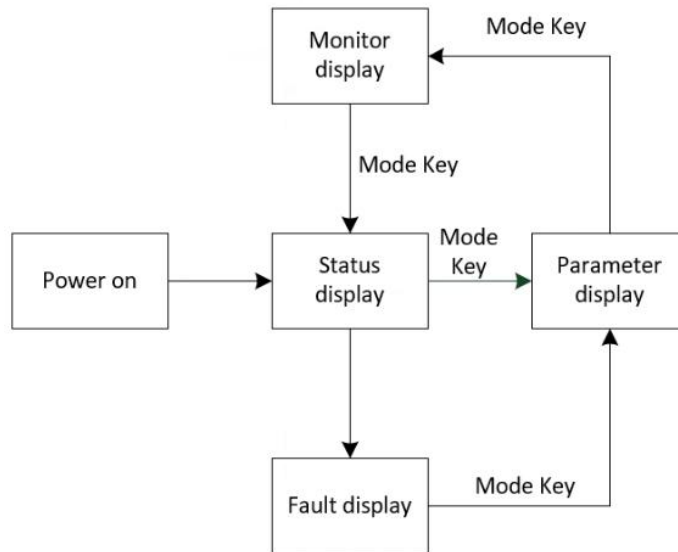 Monitor
display
Mode Key
Mode Key
Power on
Status
display
Mode
Key
Parameter
display
Fault display
Mode Key